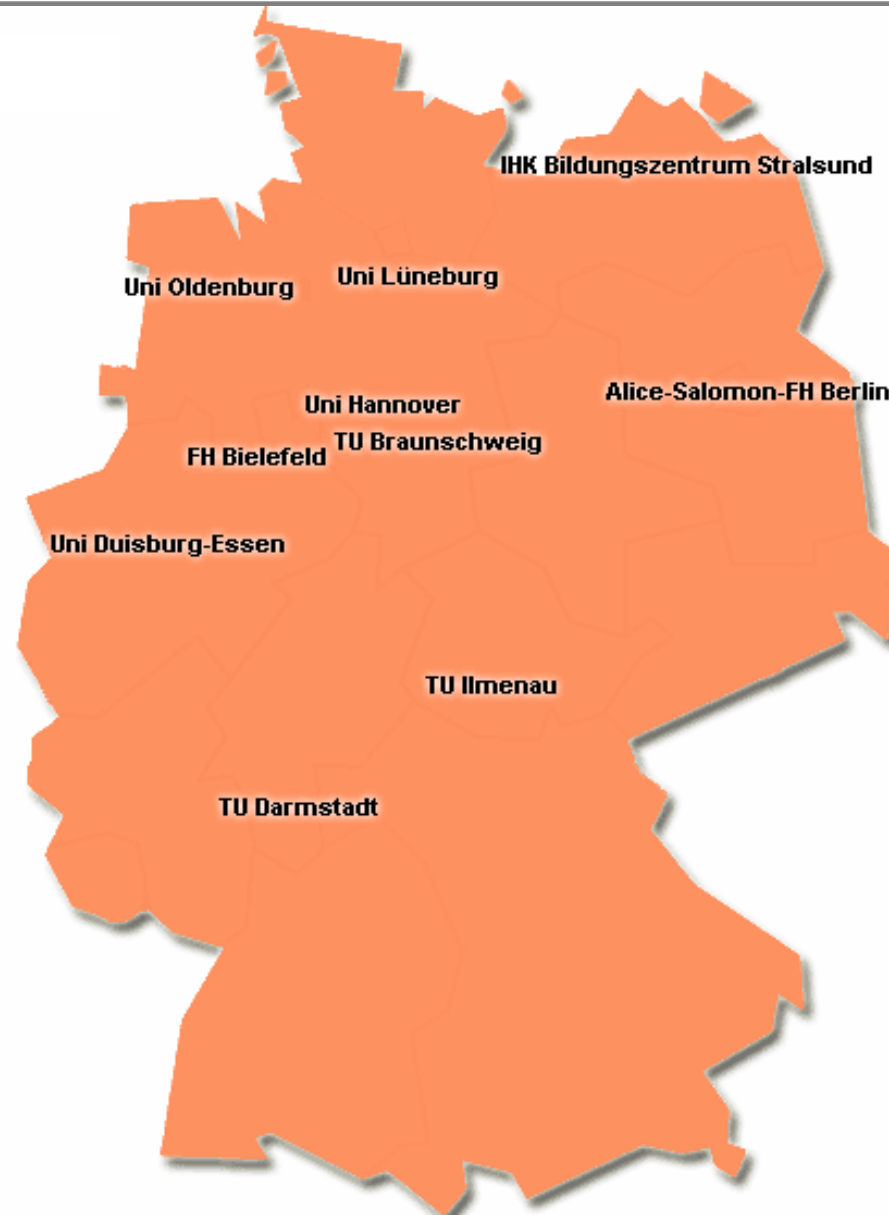 IHK Bildungszentrum Stralsund
Uni Lüneburg
Uni Oldenburg
Alice-Salomon-FH Berlin
Uni Hannover
TU Braunschweig
FH Bielefeld
Uni Duisburg-Essen
TU Ilmenau
TU Darmstadt